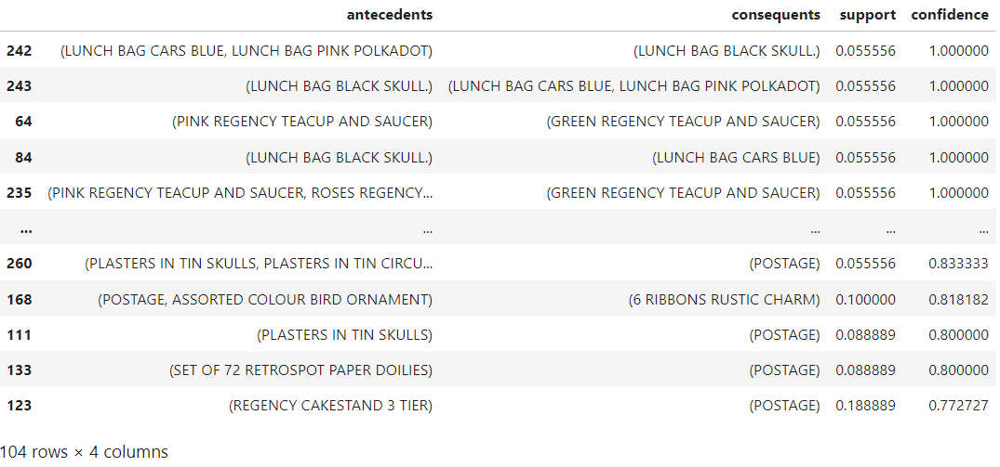 antecedents consequents support confidence
242 (LUNCH BAG CARS BLUE, LUNCH BAG PINK POLKADOT) (LUNCH BAG BLACK SKULL.) 0.055556 1.000000
243 (LUNCH BAG BLACK SKULL.) (LUNCH BAG CARS BLUE, LUNCH BAG PINK POLKADOT) 0.055556 1.000000
64 (PINK REGENCY TEACUP AND SAUCER) (GREEN REGENCY TEACUP AND SAUCER) 0.055556 1.000000
84 (LUNCH BAG BLACK SKULL.) (LUNCH BAG CARS BLUE) 0.055556 1.000000
235 (PINK REGENCY TEACUP AND SAUCER, ROSES REGENCY... (GREEN REGENCY TEACUP AND SAUCER) 0.055556 1.000000
... ... ... ... ...
260 (PLASTERS IN TIN SKULLS, PLASTERS IN TIN CIRCU... (POSTAGE) 0.055556 0.833333
168 (POSTAGE, ASSORTED COLOUR BIRD ORNAMENT) (6 RIBBONS RUSTIC CHARM) 0.100000 0.818182
111 (PLASTERS IN TIN SKULLS) (POSTAGE) 0.088889 0.800000
133 (SET OF 72 RETROSPOT PAPER DOILIES) (POSTAGE) 0.088889 0.800000
123 (REGENCY CAKESTAND 3 TIER) (POSTAGE) 0.188889 0.772727
104 rows × 4 columns